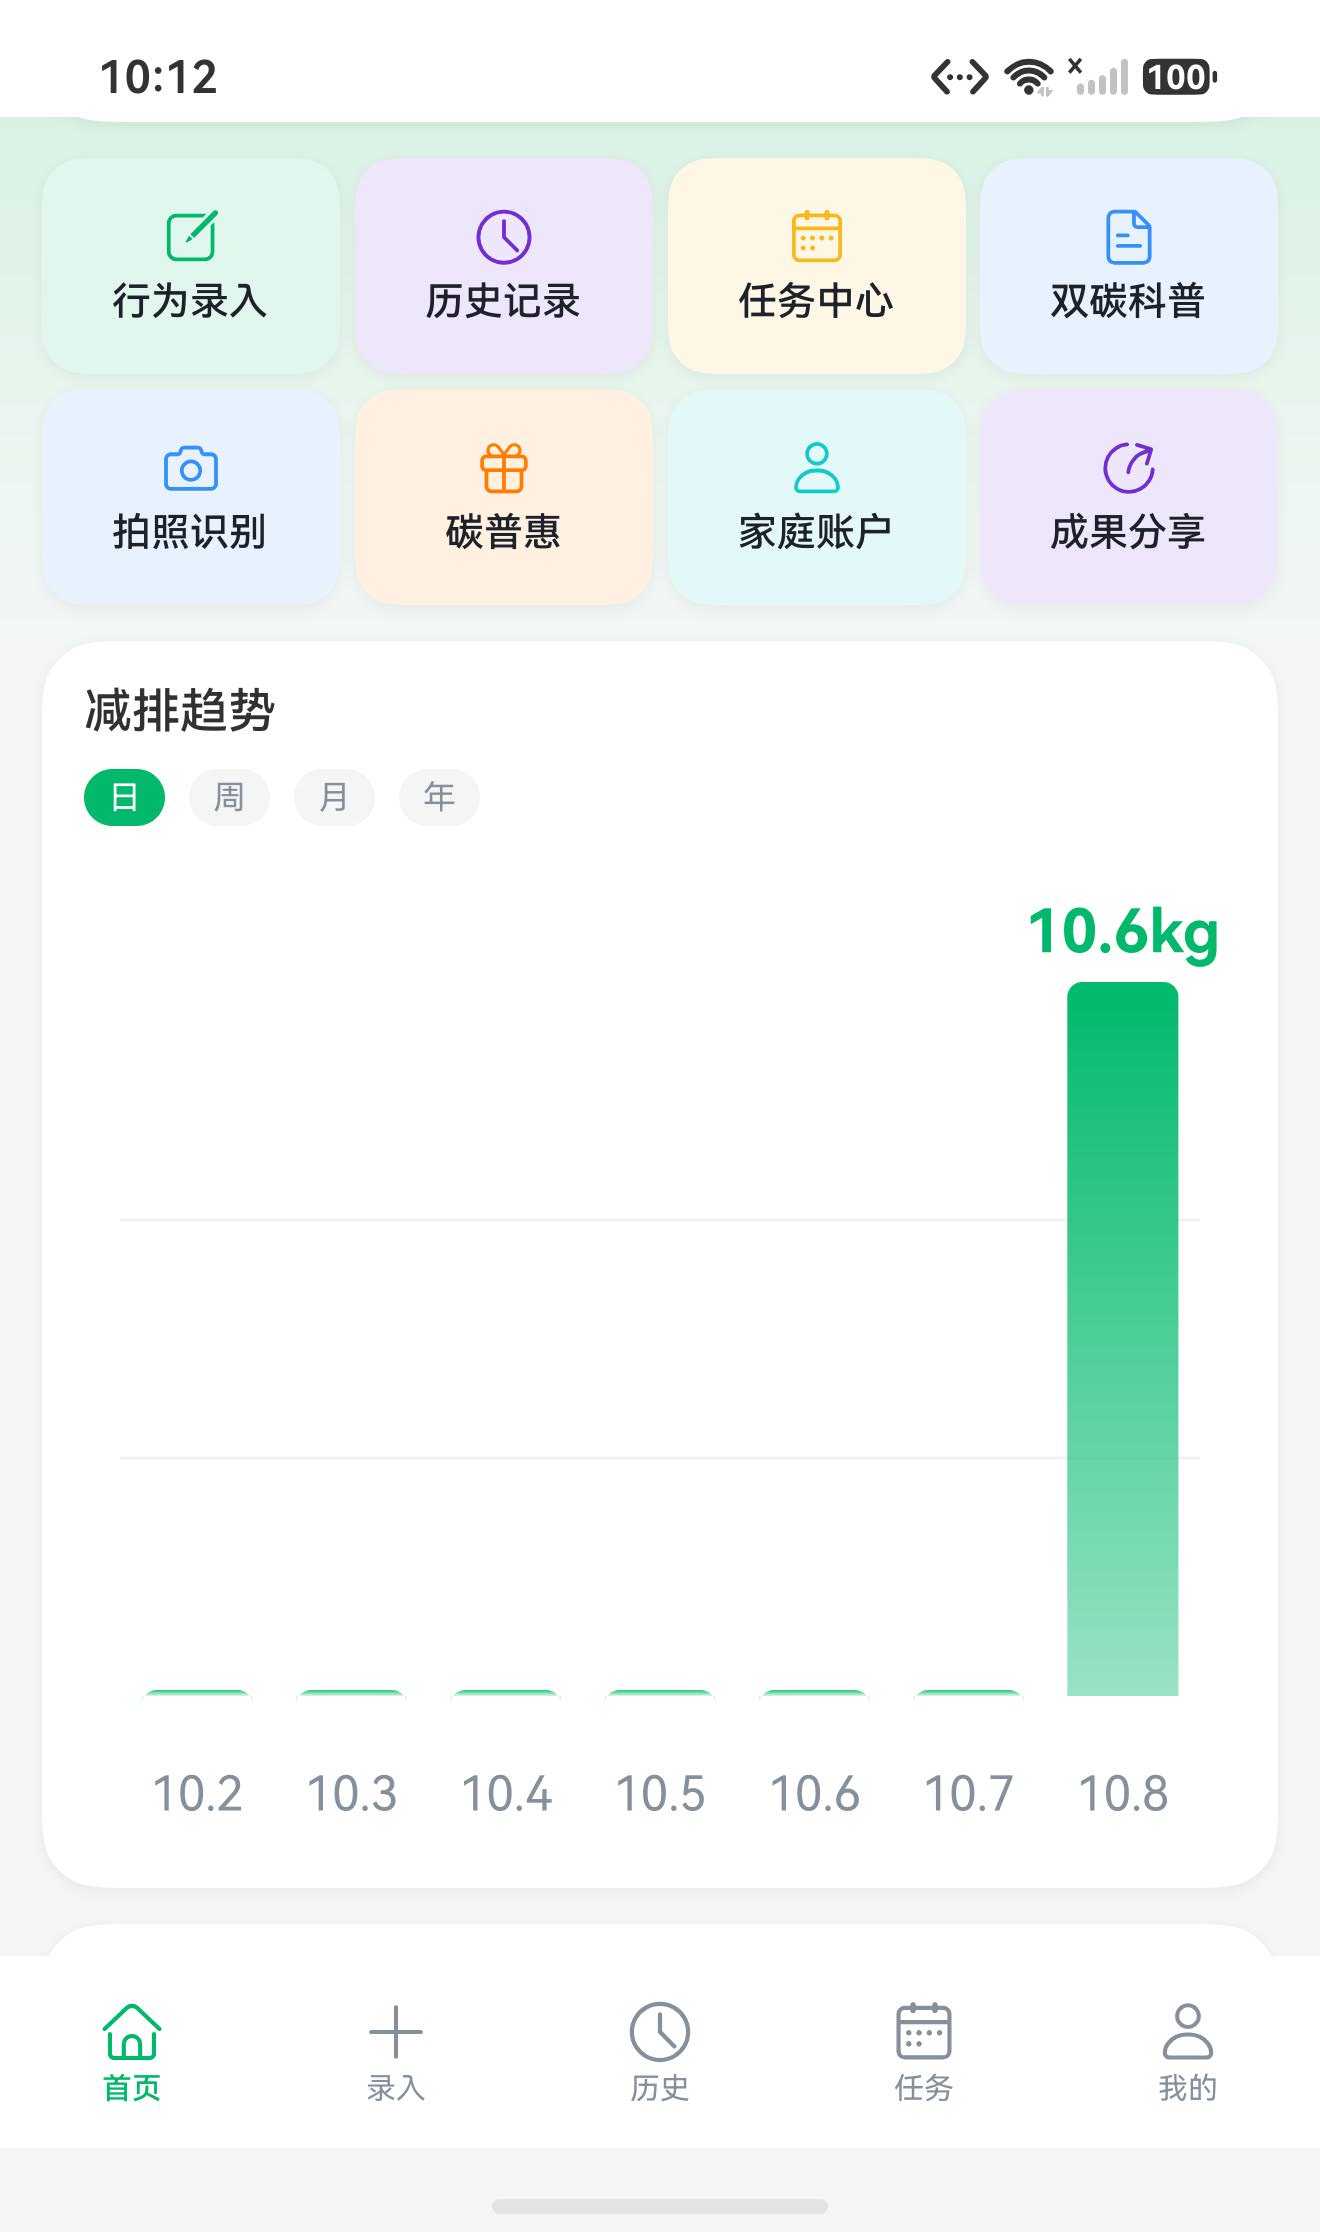 10:12
100
行为录入
历史记录
任务中心
双碳科普
拍照识别
碳普惠
家庭账户
成果分享
减排趋势
日
周
月
年
10.6kg
10.2
10.3
10.4
10.5
10.6
10.7
10.8
首页
录入
历史
任务
我的